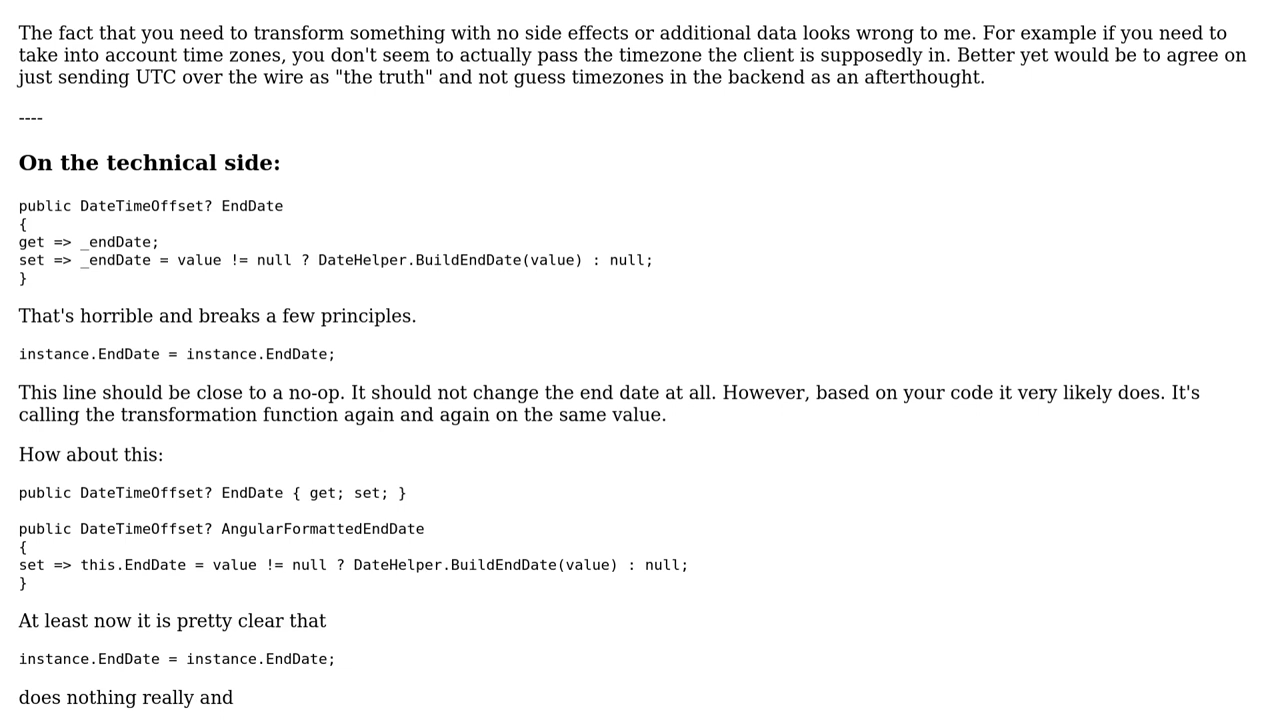 The fact that you need to transform something with no side effects or additional data looks wrong to me. For example if you need to
take into account time zones, you don't seem to actually pass the timezone the client is supposedly in. Better yet would be to agree on
just sending UTC over the wire as "the truth" and not guess timezones in the backend as an afterthought.
----
On the technical side:
public DateTimeOffset? EndDate
{
get => _endDate;
set => _endDate = value != null ? DateHelper.BuildEndDate(value) : null;
}
That's horrible and breaks a few principles.
instance.EndDate = instance.EndDate;
This line should be close to a no-op. It should not change the end date at all. However, based on your code it very likely does. It's
calling the transformation function again and again on the same value.
How about this:
public DateTimeOffset? EndDate { get; set; }
public DateTimeOffset? AngularFormattedEndDate
{
set => this.EndDate = value != null ? DateHelper.BuildEndDate(value) : null;
}
At least now it is pretty clear that
instance.EndDate = instance.EndDate;
does nothing really and